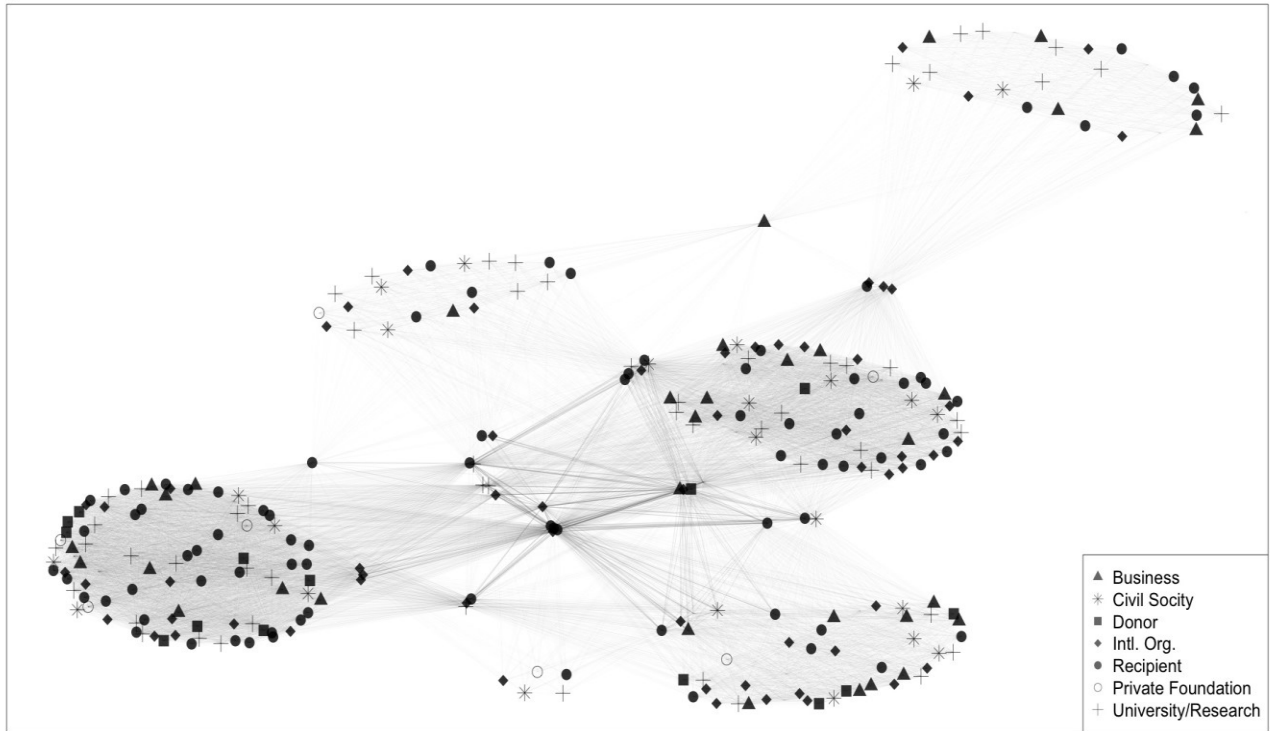 Business
Civil Socity
Donor
Intl. Org.
Recipient
Private Foundation
University/Research